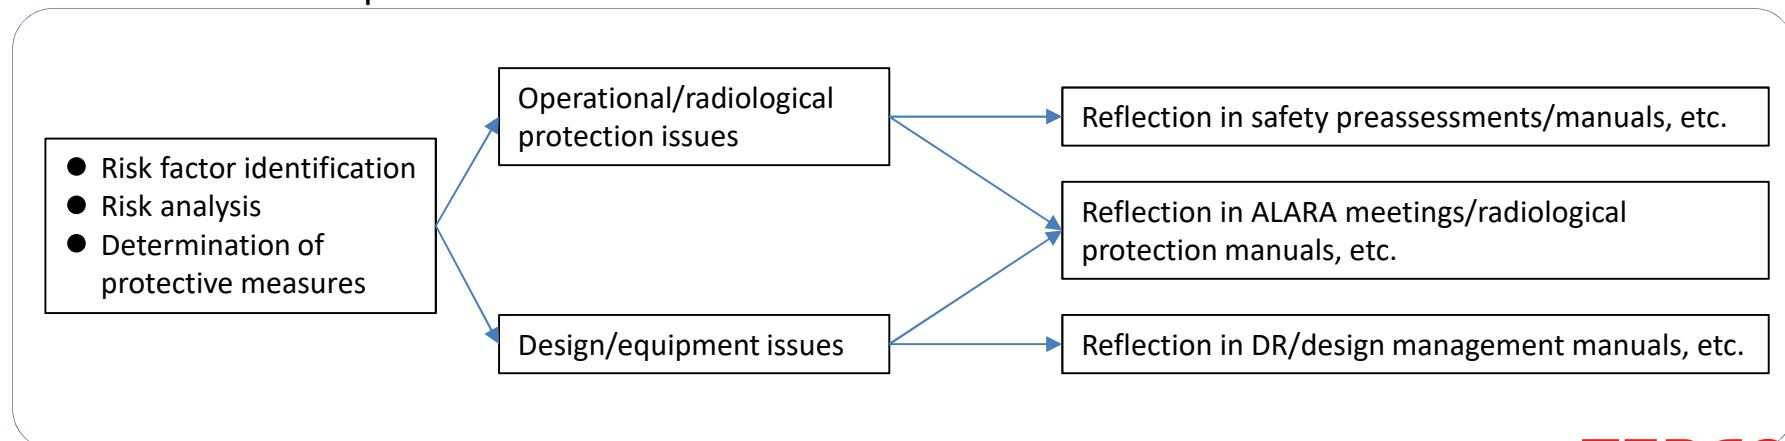 ● Risk factor identification
● Risk analysis
● Determination of
protective measures
Operational/radiological
protection issues
Design/equipment issues
Reflection in safety preassessments/manuals, etc.
Reflection in ALARA meetings/radiological
protection manuals, etc.
Reflection in DR/design management manuals, etc.